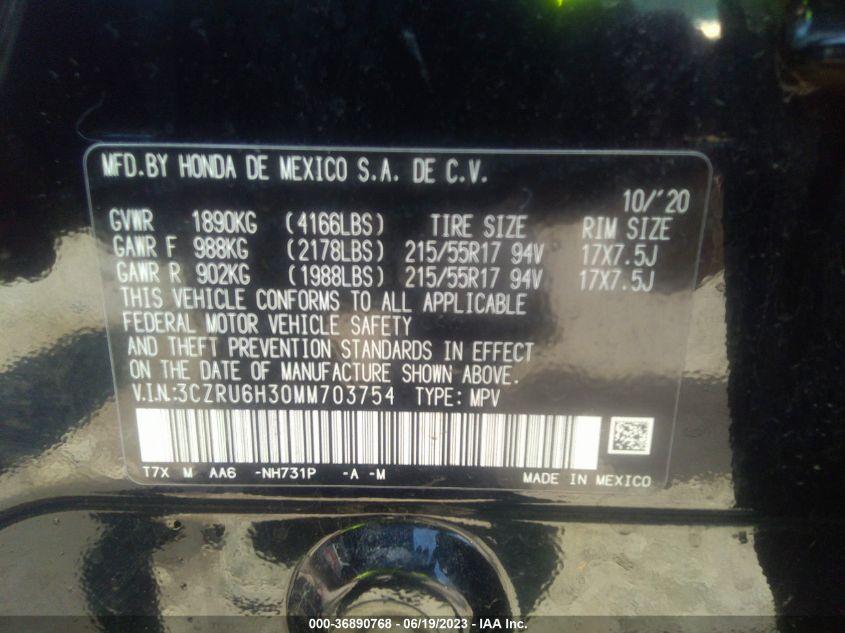 MFD.BY HONDA DE MEXICO S.A. DE C.V.
10/'20
GVWR 1890KG (4166LBS) TIRE SIZE RIM SIZE
GAWR F 988KG (2178LBS) 215/55R17 94V 17X7.5J
GAWR R 902KG (1988LBS) 215/55R17 94V 17X7.5J
THIS VEHICLE CONFORMS TO ALL APPLICABLE
FEDERAL MOTOR VEHICLE SAFETY
AND THEFT PREVENTION STANDARDS IN EFFECT
ON THE DATE OF MANUFACTURE SHOWN ABOVE.
V.I.N:3CZRU6H30MM703754 TYPE: MPV
T7X M AA6 -NH731P -A -M
MADE IN MEXICO
000-36890768 - 06/19/2023 - IAA Inc.